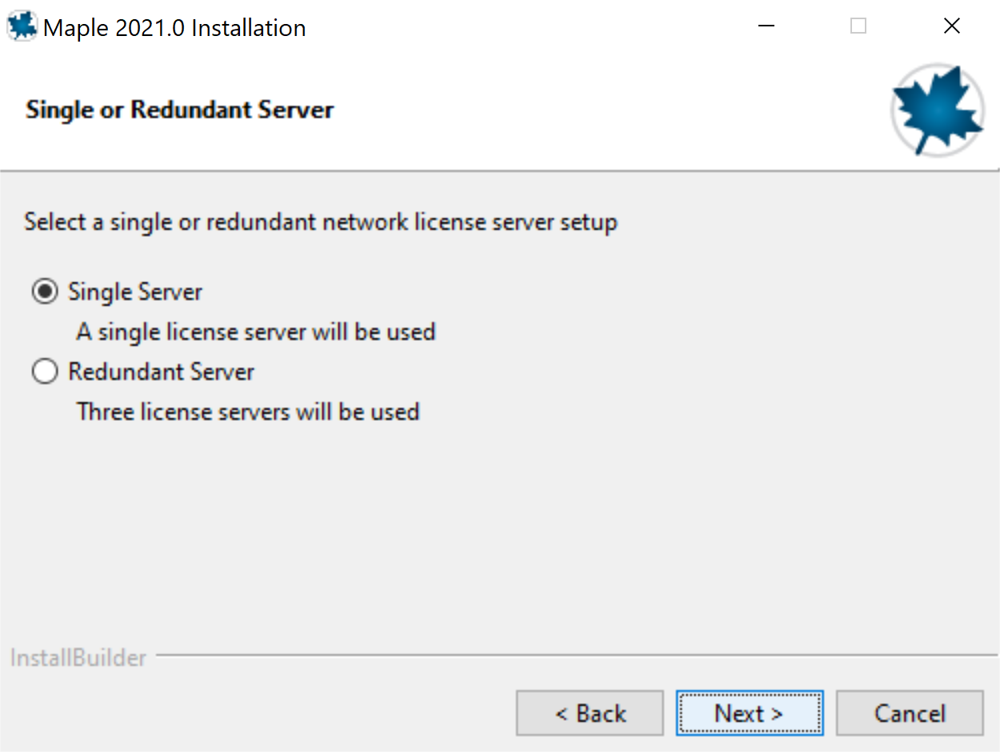 Maple 2021.0 Installation
Single or Redundant Server
Select a single or redundant network license server setup
Single Server
A single license server will be used
Redundant Server
Three license servers will be used
InstallBuilder
< Back
Next >
Cancel